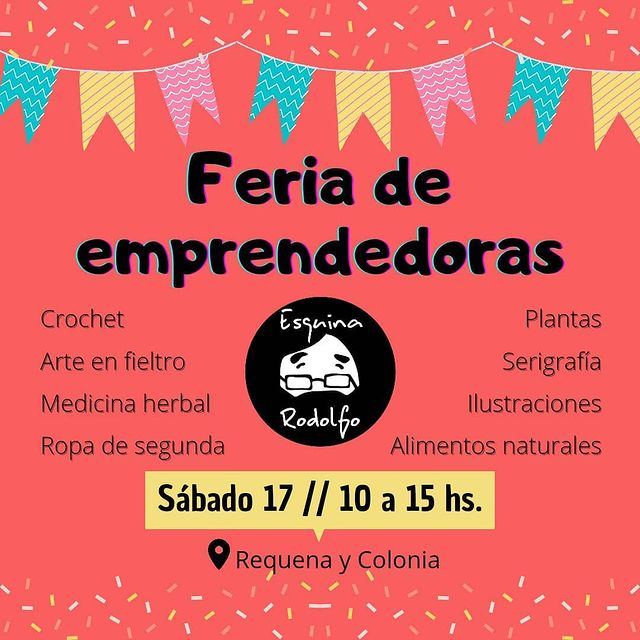 Feria de
emprendedoras
Crochet
Arte en fieltro
Medicina herbal
Ropa de segunda
Esquina
Rodolfo
Plantas
Serigrafía
Ilustraciones
Alimentos naturales
Sábado 17 // 10 a 15 hs.
Requena y Colonia